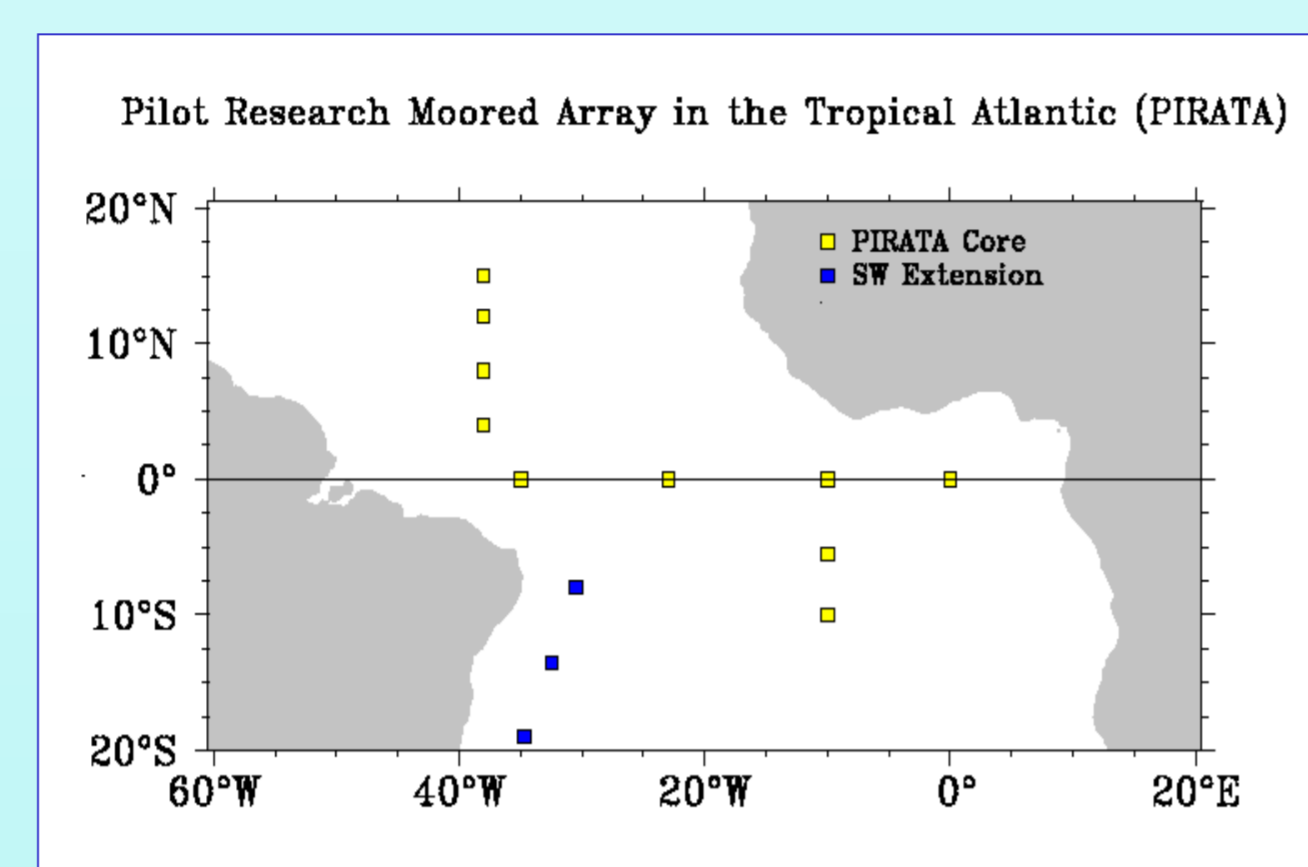 Pilot Research Moored Array in the Tropical Atlantic (PIRATA)
20°N
PIRATA Core
SW Extension
10°N
0°
10°S
20°S
60°W 40°W 20°W 0° 20°E